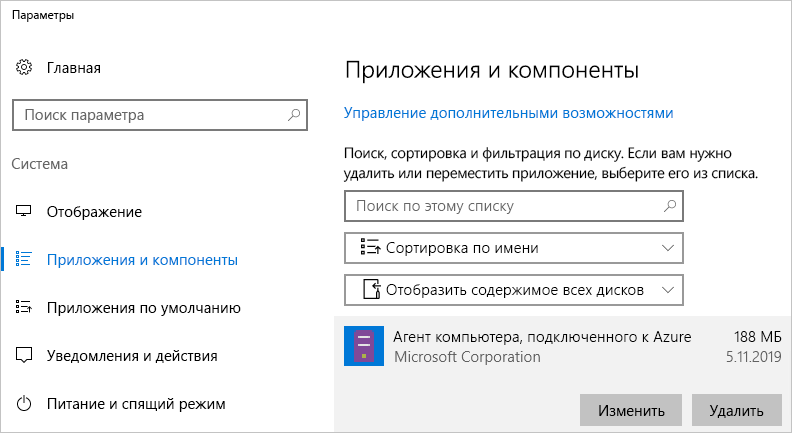 Параметры
Главная
Поиск параметра
Система
Отображение
Приложения и компоненты
Приложения по умолчанию
Уведомления и действия
Питание и спящий режим
Приложения и компоненты
Управление дополнительными возможностями
Поиск, сортировка и фильтрация по диску. Если вам нужно
удалить или переместить приложение, выберите его из списка.
Поиск по этому списку
Сортировка по имени
Отобразить содержимое всех дисков
Агент компьютера, подключенного к Azure 188 МБ
Microsoft Corporation 5.11.2019
Изменить Удалить